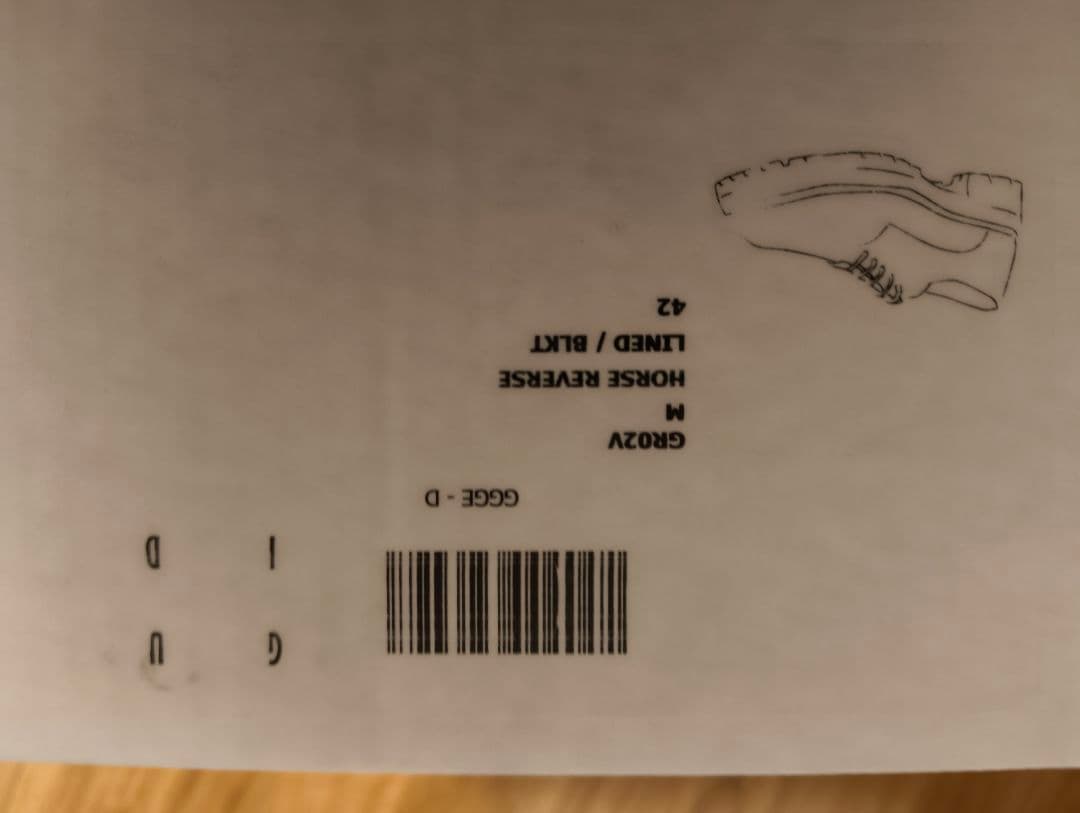 G U
I D
GGGE - D
GR02V
M
HORSE REVERSE
LINED / BLKT
42